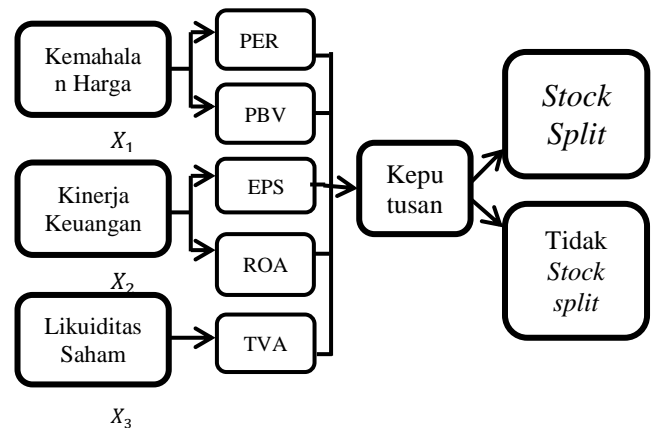 Kemahala
n Harga
X₁
Kinerja
Keuangan
X₂
Likuiditas
Saham
X₃
PER
PBV
EPS
ROA
TVA
Kepu
tusan
Stock
Split
Tidak
Stock
split